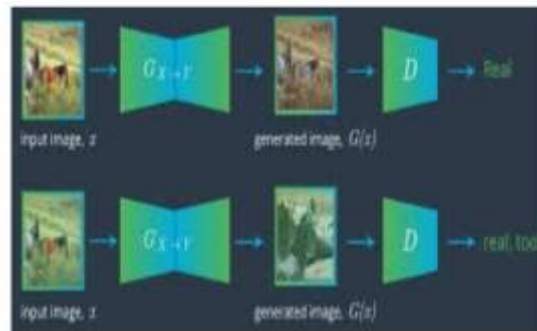 G X→Y
D
Real
input image, x
generated image, G(x)
G X→Y
D
real, too
input image, x
generated image, G(x)